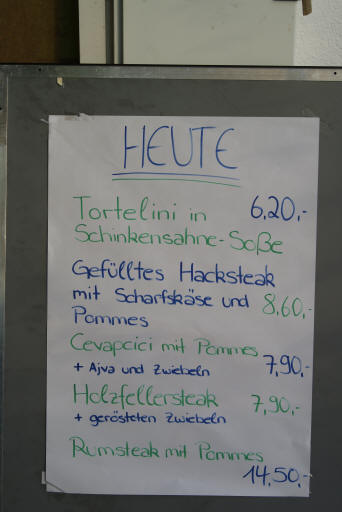 HEUTE
Tortelini in 6,20,-
Schinkensahne-Soße
Gefülltes Hacksteak
mit Scharfskäse und 8,60,-
Pommes
Cevapcici mit Pommes
+ Ajva und Zwiebeln 7,90,-
Holzfellersteak 7,90,-
+ gerösteten Zwiebeln
Rumsteak mit Pommes
14,50,-